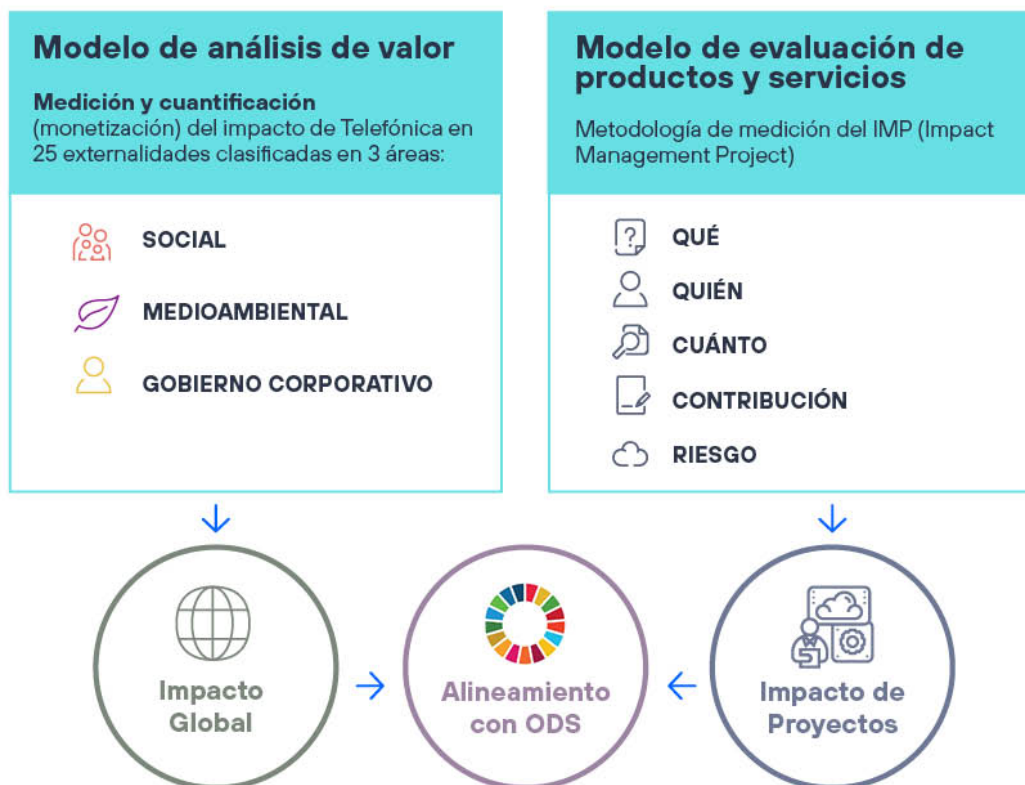 Modelo de análisis de valor
Medición y cuantificación
(monetización) del impacto de Telefónica en
25 externalidades clasificadas en 3 áreas:
SOCIAL
MEDIOAMBIENTAL
GOBIERNO CORPORATIVO
Modelo de evaluación de
productos y servicios
Metodología de medición del IMP (Impact
Management Project)
QUÉ
QUIÉN
CUÁNTO
CONTRIBUCIÓN
RIESGO
Impacto
Global
Alineamiento
con ODS
Impacto de
Proyectos